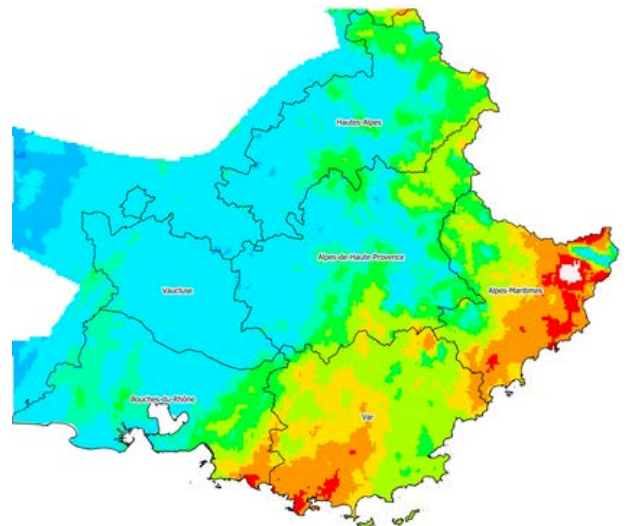 Hautes-Alpes
Alpes-de-Haute-Provence
Alpes-Maritimes
Vaucluse
Bouches-du-Rhône
Var